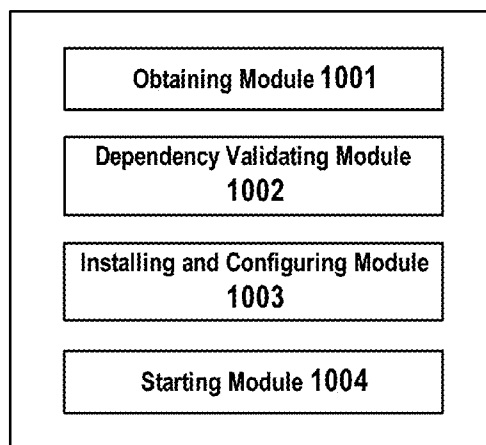 Obtaining Module 1001
Dependency Validating Module
1002
Installing and Configuring Module
1003
Starting Module 1004